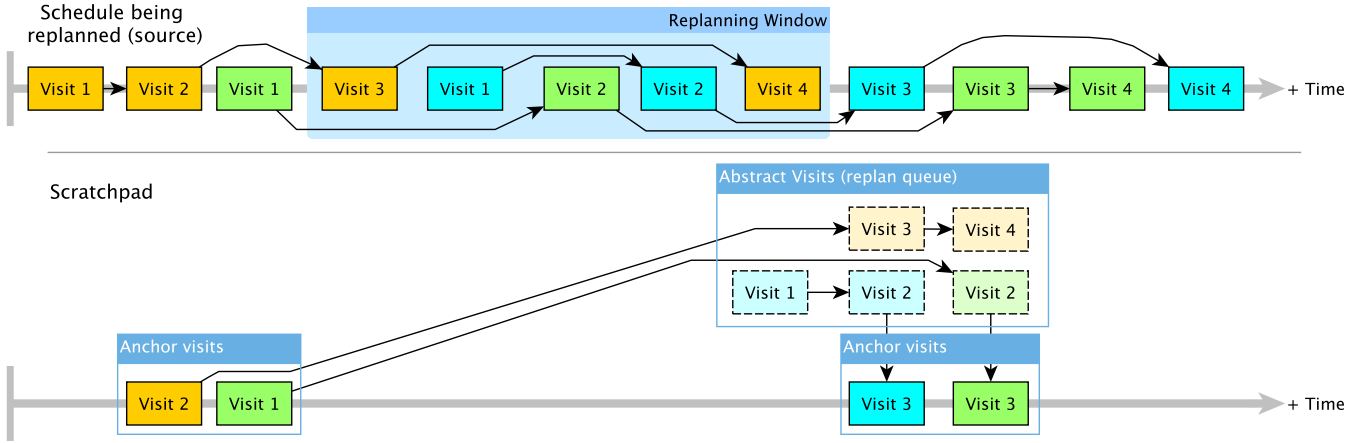 Schedule being
replanned (source)
Replanning Window
Visit 1
Visit 2
Visit 1
Visit 3
Visit 1
Visit 2
Visit 2
Visit 4
Visit 3
Visit 3
Visit 4
Visit 4
+ Time
Scratchpad
Abstract Visits (replan queue)
Visit 3
Visit 4
Visit 1
Visit 2
Visit 2
Anchor visits
Anchor visits
Visit 2
Visit 1
Visit 3
Visit 3
+ Time